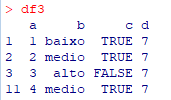 > df3
a b c d
1 1 baixo TRUE 7
2 2 medio TRUE 7
3 3 alto FALSE 7
11 4 medio TRUE 7